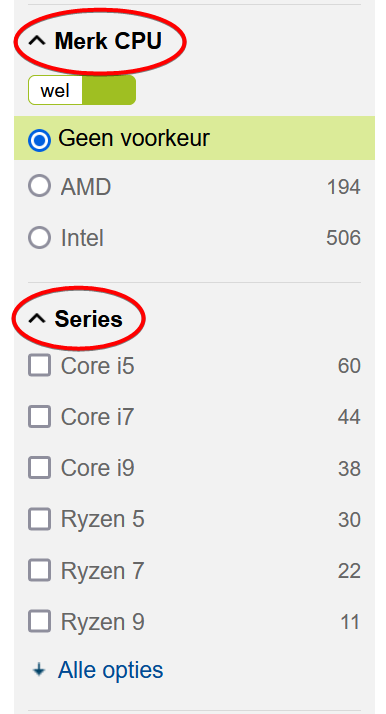 Merk CPU
wel
Geen voorkeur
AMD 194
Intel 506
Series
Core i5 60
Core i7 44
Core i9 38
Ryzen 5 30
Ryzen 7 22
Ryzen 9 11
Alle opties